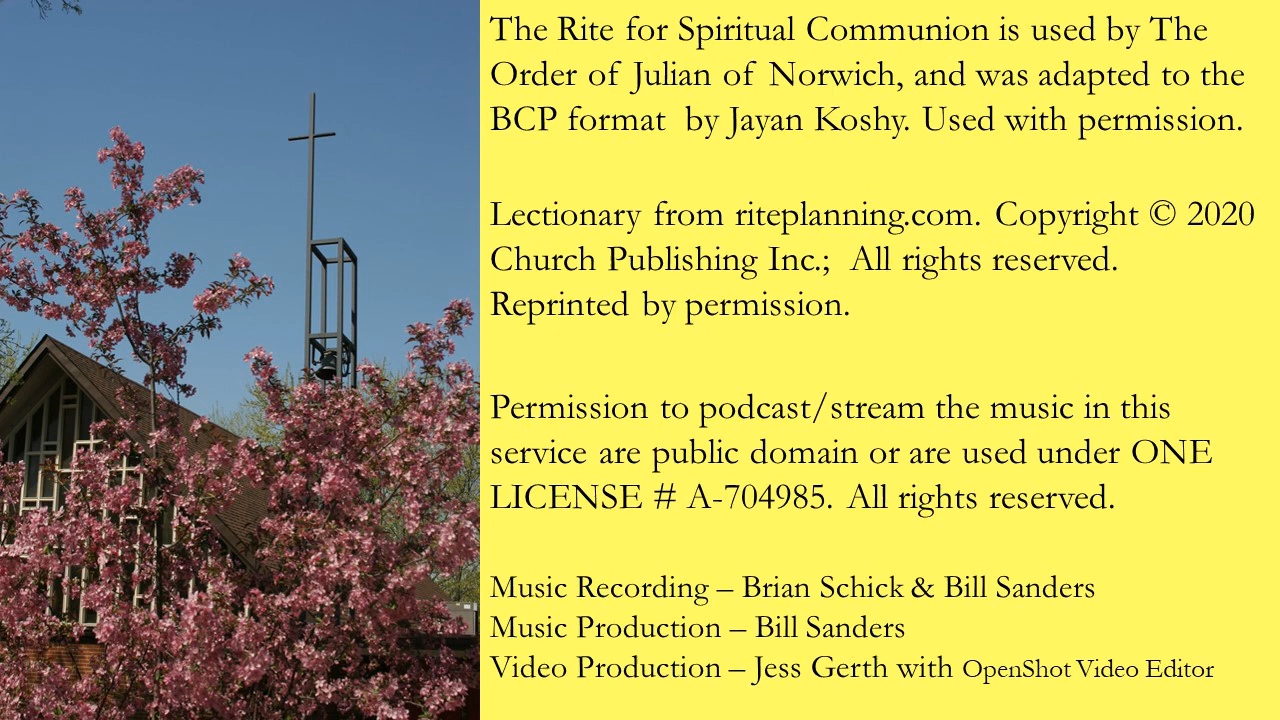 The Rite for Spiritual Communion is used by The
Order of Julian of Norwich, and was adapted to the
BCP format by Jayan Koshy. Used with permission.
Lectionary from riteplanning.com. Copyright © 2020
Church Publishing Inc.; All rights reserved.
Reprinted by permission.
Permission to podcast/stream the music in this
service are public domain or are used under ONE
LICENSE # A-704985. All rights reserved.
Music Recording – Brian Schick & Bill Sanders
Music Production – Bill Sanders
Video Production – Jess Gerth with OpenShot Video Editor